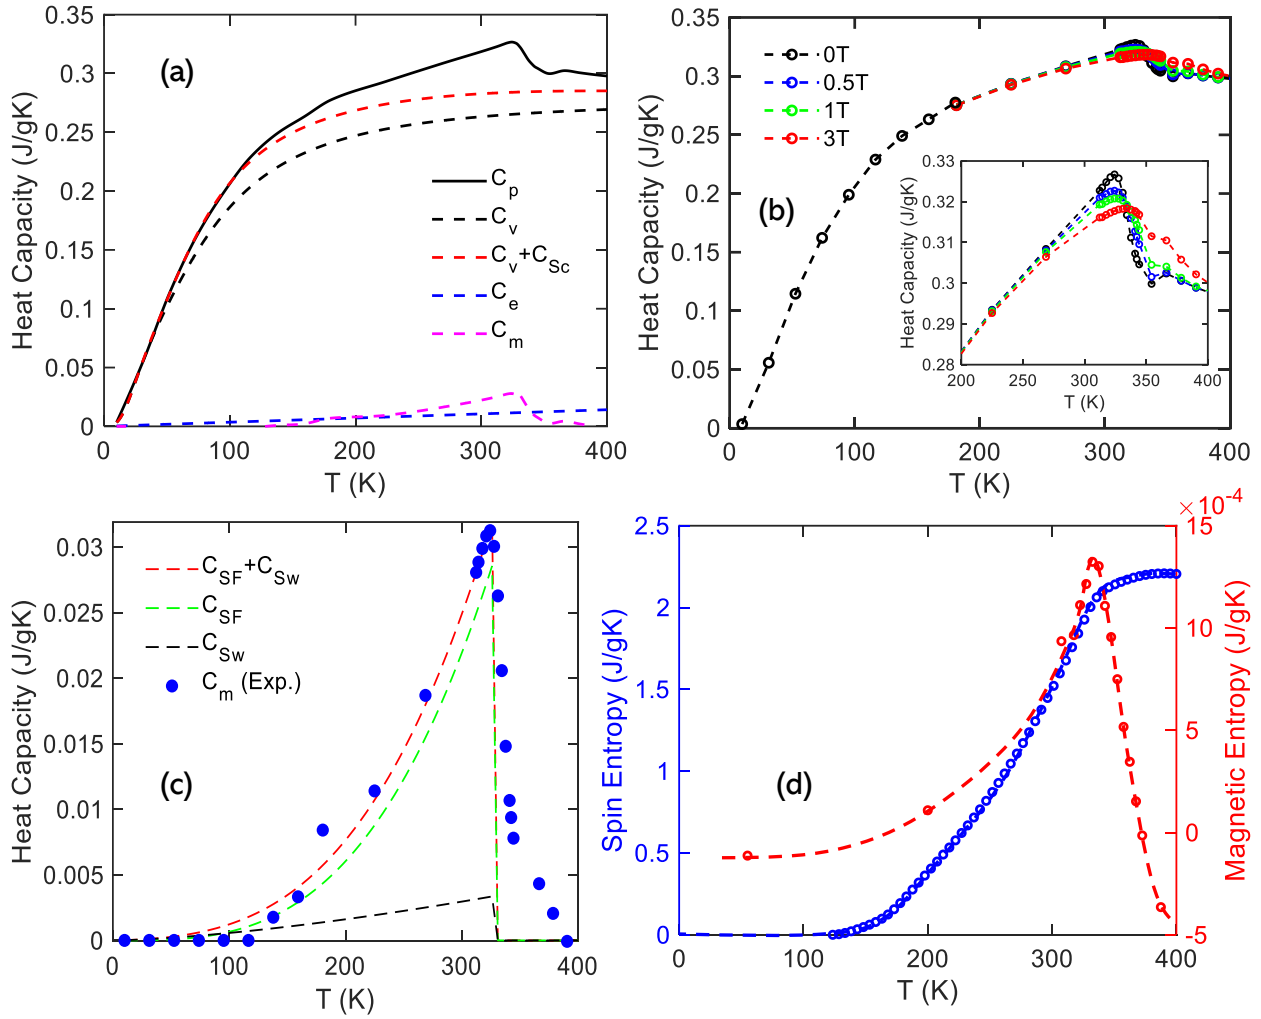 (a)
Heat Capacity (J/gK)
0.35
0.3
0.25
0.2
0.15
0.1
0.05
0
C_p
C_v
C_v+C_Sc
C_e
C_m
0 100 200 300 400
T (K)
(b)
Heat Capacity (J/gK)
0.35
0.3
0.25
0.2
0.15
0.1
0.05
0
0T
0.5T
1T
3T
Heat Capacity (J/gK)
0.33
0.32
0.31
0.3
0.29
0.28
200 250 300 350 400
T (K)
0 100 200 300 400
T (K)
(c)
Heat Capacity (J/gK)
0.03
0.025
0.02
0.015
0.01
0.005
0
C_SF+C_Sw
C_SF
C_Sw
C_m (Exp.)
0 100 200 300 400
T (K)
(d)
Spin Entropy (J/gK)
2.5
2
1.5
1
0.5
0
×10^-4
15
10
5
0
-5
Magnetic Entropy (J/gK)
0 100 200 300 400
T (K)